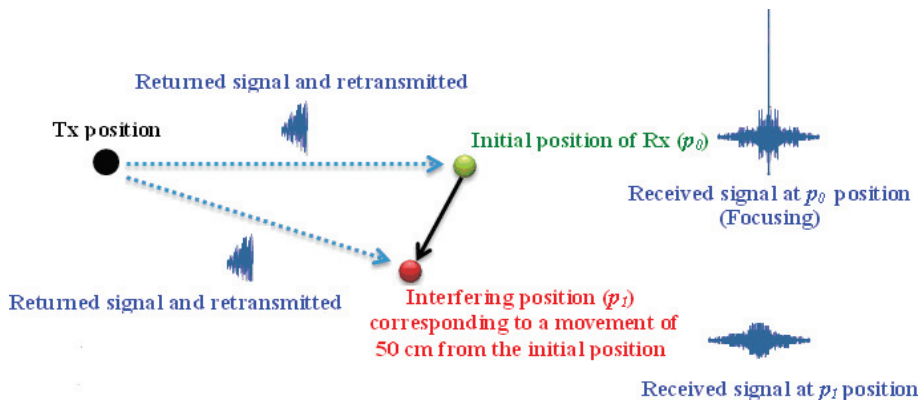 Returned signal and retransmitted
Tx position
Initial position of Rx (p0)
Received signal at p0 position
(Focusing)
Returned signal and retransmitted
Interfering position (p1)
corresponding to a movement of
50 cm from the initial position
Received signal at p1 position